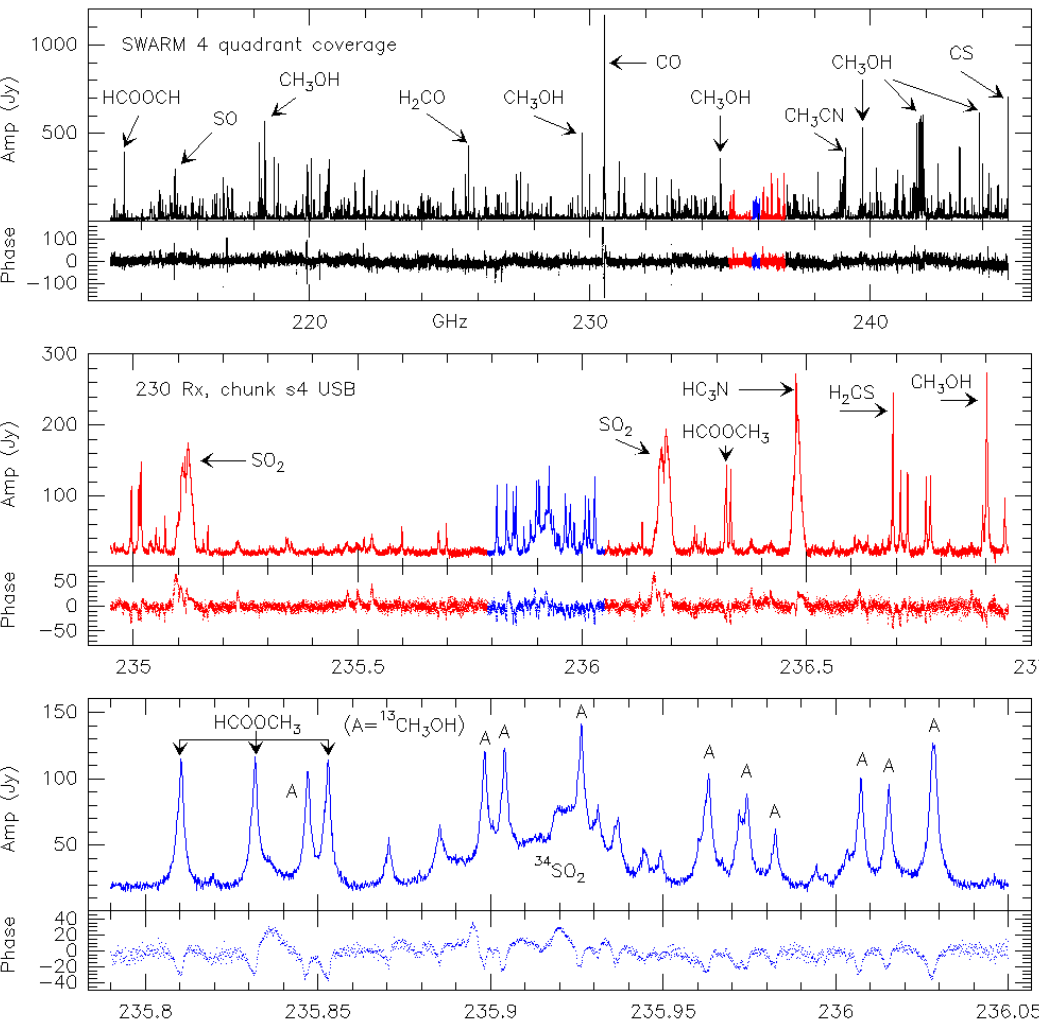 SWARM 4 quadrant coverage
1000
500
Amp (Jy)
HCOOCH
SO
CH₃OH
H₂CO
CH₃OH
CO
CH₃OH
CH₃CN
CH₃OH
CS
100
0
−100
Phase
220
GHz
230
240
300
200
100
Amp (Jy)
230 Rx, chunk s4 USB
SO₂
SO₂
HCOOCH₃
HC₃N
H₂CS
CH₃OH
50
0
−50
Phase
235
235.5
236
236.5
150
100
50
Amp (Jy)
HCOOCH₃
(A=¹³CH₃OH)
A
A
A
A
A
A
A
A
A
A
³⁴SO₂
40
20
0
−20
−40
Phase
235.8
235.85
235.9
235.95
236
236.05